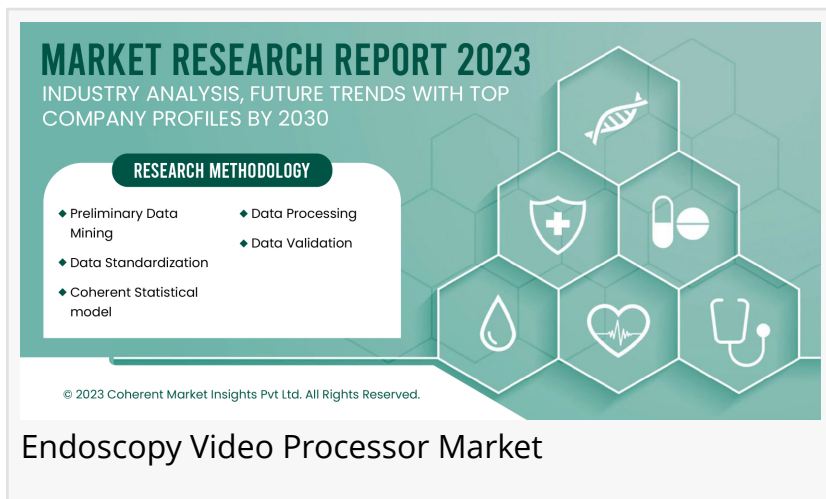 MARKET RESEARCH REPORT 2023
INDUSTRY ANALYSIS, FUTURE TRENDS WITH TOP
COMPANY PROFILES BY 2030
RESEARCH METHODOLOGY
Preliminary Data
Mining
Data Standardization
Coherent Statistical
model
Data Processing
Data Validation
© 2023 Coherent Market Insights Pvt Ltd. All Rights Reserved.
Endoscopy Video Processor Market